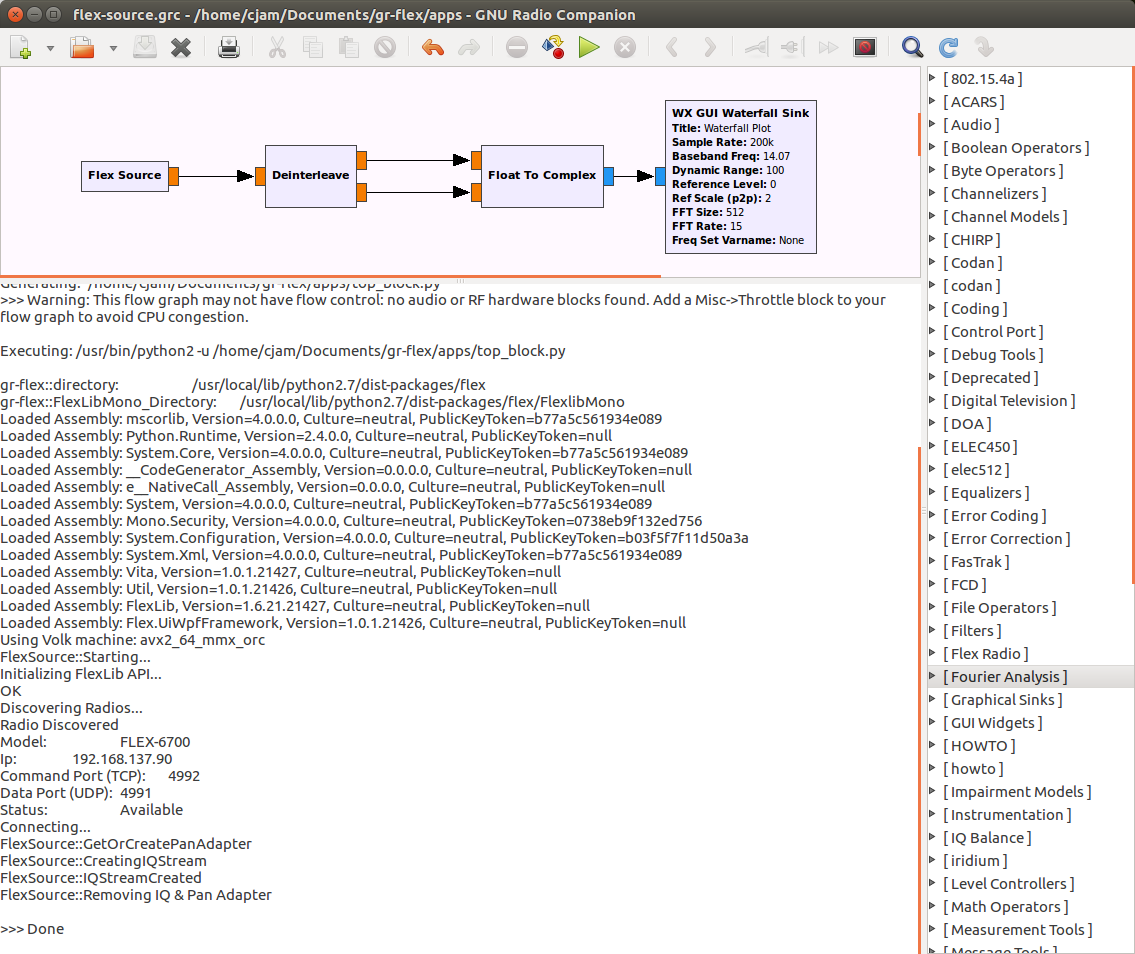 flex-source.grc - /home/cjam/Documents/gr-flex/apps - GNU Radio Companion
Flex Source
Deinterleave
Float To Complex
WX GUI Waterfall Sink
Title: Waterfall Plot
Sample Rate: 200k
Baseband Freq: 14.07
Dynamic Range: 100
Reference Level: 0
Ref Scale (p2p): 2
FFT Size: 512
FFT Rate: 15
Freq Set Varname: None
Generating: "/home/cjam/Documents/gr-flex/apps/top_block.py"
>>> Warning: This flow graph may not have flow control: no audio or RF hardware blocks found. Add a Misc->Throttle block to your
flow graph to avoid CPU congestion.
Executing: /usr/bin/python2 -u /home/cjam/Documents/gr-flex/apps/top_block.py
gr-flex::directory: /usr/local/lib/python2.7/dist-packages/flex
gr-flex::FlexLibMono_Directory: /usr/local/lib/python2.7/dist-packages/flex/FlexlibMono
Loaded Assembly: mscorlib, Version=4.0.0.0, Culture=neutral, PublicKeyToken=b77a5c561934e089
Loaded Assembly: Python.Runtime, Version=2.4.0.0, Culture=neutral, PublicKeyToken=null
Loaded Assembly: System.Core, Version=4.0.0.0, Culture=neutral, PublicKeyToken=b77a5c561934e089
Loaded Assembly: __CodeGenerator_Assembly, Version=0.0.0.0, Culture=neutral, PublicKeyToken=null
Loaded Assembly: e__NativeCall_Assembly, Version=0.0.0.0, Culture=neutral, PublicKeyToken=null
Loaded Assembly: System, Version=4.0.0.0, Culture=neutral, PublicKeyToken=b77a5c561934e089
Loaded Assembly: Mono.Security, Version=4.0.0.0, Culture=neutral, PublicKeyToken=0738eb9f132ed756
Loaded Assembly: System.Configuration, Version=4.0.0.0, Culture=neutral, PublicKeyToken=b03f5f7f11d50a3a
Loaded Assembly: System.Xml, Version=4.0.0.0, Culture=neutral, PublicKeyToken=b77a5c561934e089
Loaded Assembly: Vita, Version=1.0.1.21427, Culture=neutral, PublicKeyToken=null
Loaded Assembly: Util, Version=1.0.1.21426, Culture=neutral, PublicKeyToken=null
Loaded Assembly: FlexLib, Version=1.6.21.21427, Culture=neutral, PublicKeyToken=null
Loaded Assembly: Flex.UiWpfFramework, Version=1.0.1.21426, Culture=neutral, PublicKeyToken=null
Using Volk machine: avx2_64_mmx_orc
FlexSource::Starting...
Initializing FlexLib API...
OK
Discovering Radios...
Radio Discovered
Model: FLEX-6700
Ip: 192.168.137.90
Command Port (TCP): 4992
Data Port (UDP): 4991
Status: Available
Connecting...
FlexSource::GetOrCreatePanAdapter
FlexSource::CreatingIQStream
FlexSource::IQStreamCreated
FlexSource::Removing IQ & Pan Adapter
>>> Done
[ 802.15.4a ]
[ ACARS ]
[ Audio ]
[ Boolean Operators ]
[ Byte Operators ]
[ Channelizers ]
[ Channel Models ]
[ CHIRP ]
[ Codan ]
[ codan ]
[ Coding ]
[ Control Port ]
[ Debug Tools ]
[ Deprecated ]
[ Digital Television ]
[ DOA ]
[ ELEC450 ]
[ elec512 ]
[ Equalizers ]
[ Error Coding ]
[ Error Correction ]
[ FasTrak ]
[ FCD ]
[ File Operators ]
[ Filters ]
[ Flex Radio ]
[ Fourier Analysis ]
[ Graphical Sinks ]
[ GUI Widgets ]
[ HOWTO ]
[ howto ]
[ Impairment Models ]
[ Instrumentation ]
[ IQ Balance ]
[ iridium ]
[ Level Controllers ]
[ Math Operators ]
[ Measurement Tools ]
[ Message Tools ]